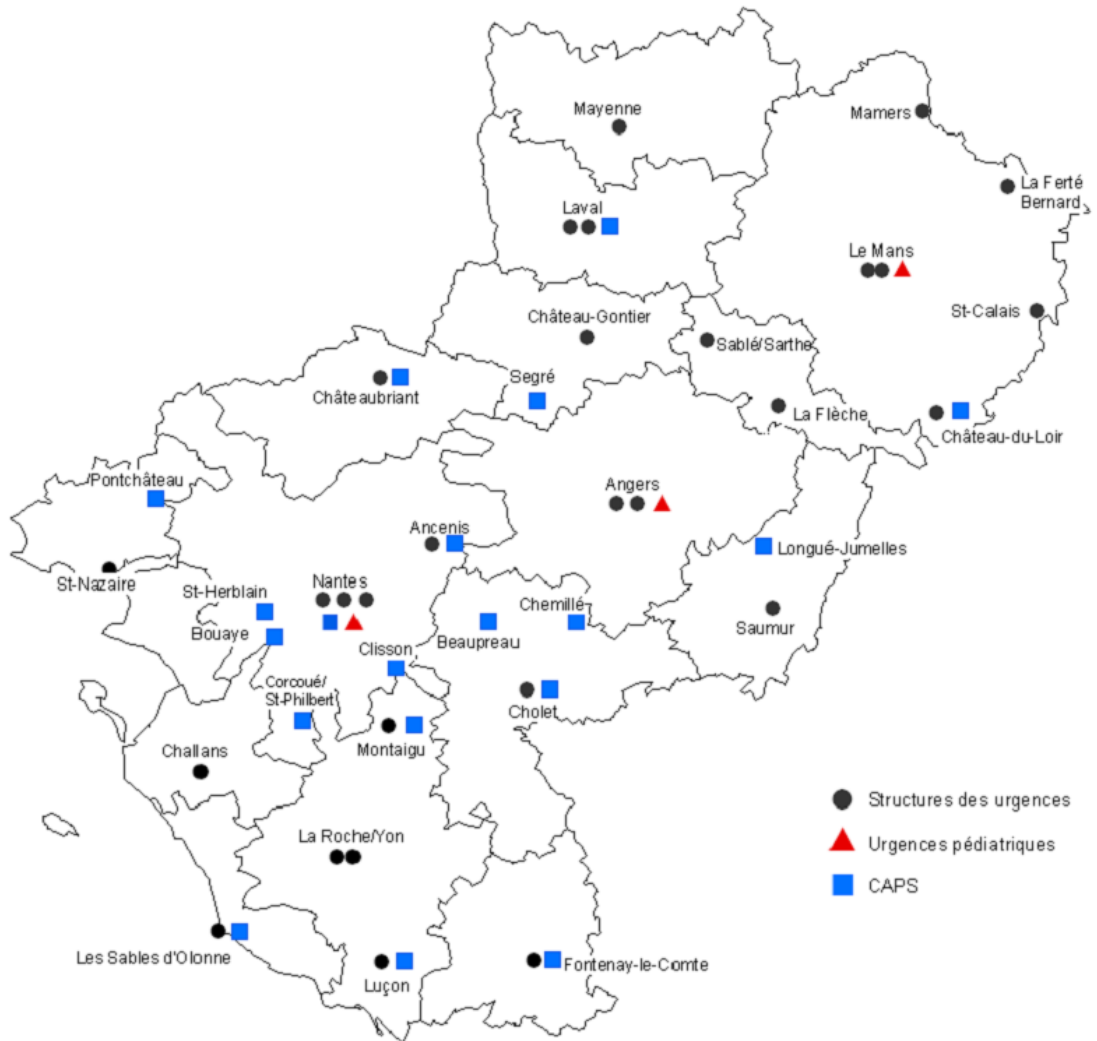 Mayenne
Mamers
La Ferté
Bernard
Laval
Le Mans
St-Calais
Château-Gontier
Sablé/Sarthe
Segré
Châteaubriant
La Flèche
Château-du-Loir
Pontchâteau
Angers
Ancenis
Longué-Jumelles
St-Nazaire
Nantes
St-Herblain
Chemillé
Bouaye
Beaupreau
Saumur
Clisson
Corcoué/
St-Philbert
Cholet
Montaigu
Challans
Structures des urgences
La Roche/Yon
Urgences pédiatriques
CAPS
Les Sables d'Olonne
Luçon
Fontenay-le-Comte